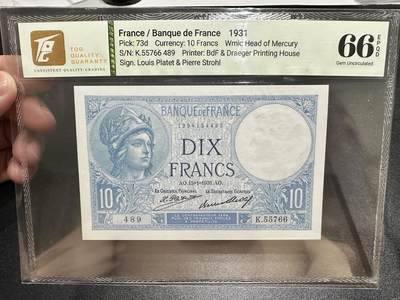 TQG
QUALITY
GUARANTY
France / Banque de France 1931
Pick: 73d Currency: 10 Francs Wmk: Head of Mercury
S/N: K.55766 489 Printer: BdF & Draeger Printing House
Sign. Louis Platet & Pierre Strohl
66
EPQ
Gem Uncirculated
BANQUE DE FRANCE
DIX
FRANCS
10
10
489
K.55766